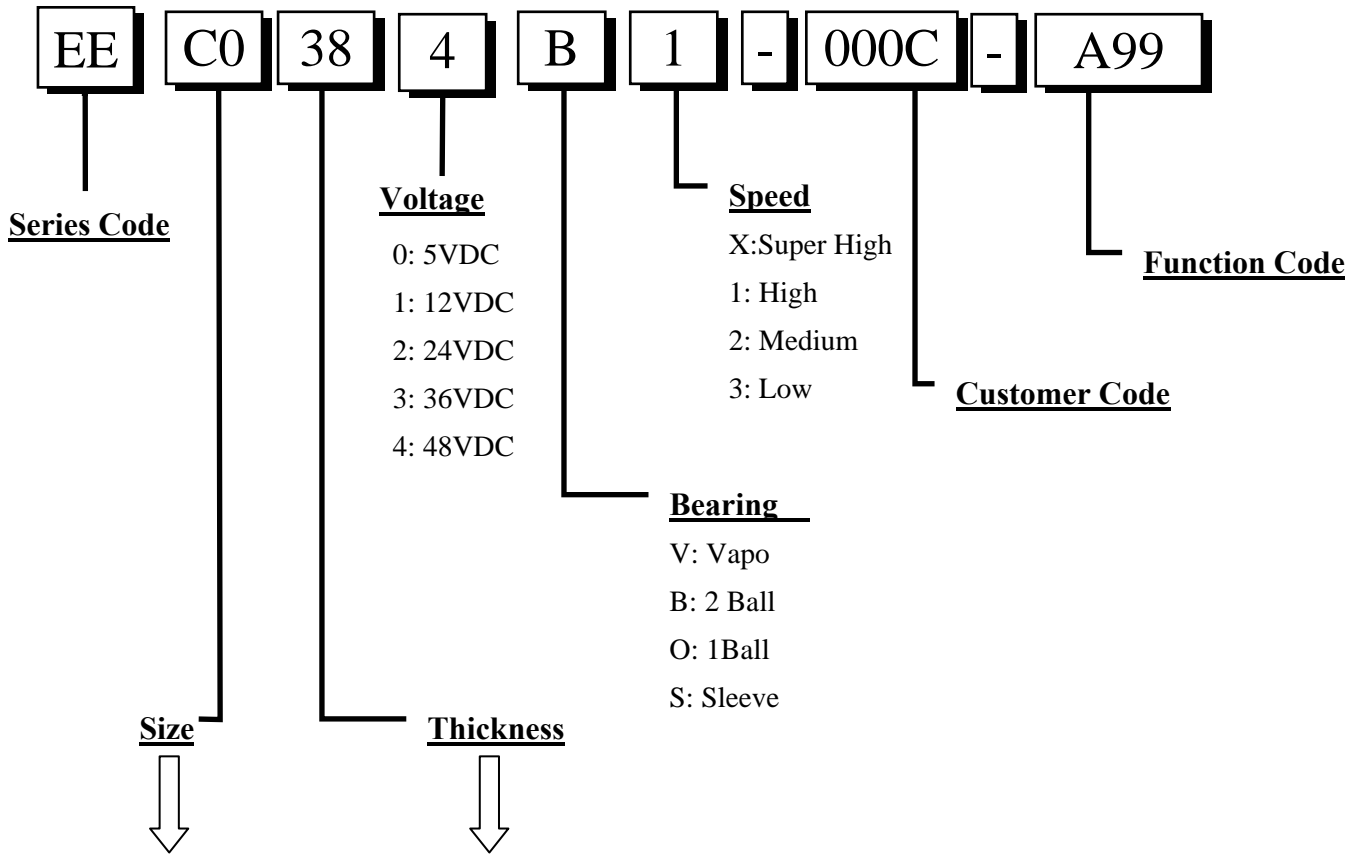 EE C0 38 4 B 1 - 000C - A99
Series Code
Voltage
0: 5VDC
1: 12VDC
2: 24VDC
3: 36VDC
4: 48VDC
Speed
X:Super High
1: High
2: Medium
3: Low
Function Code
Customer Code
Bearing
V: Vapo
B: 2 Ball
O: 1Ball
S: Sleeve
Size
Thickness